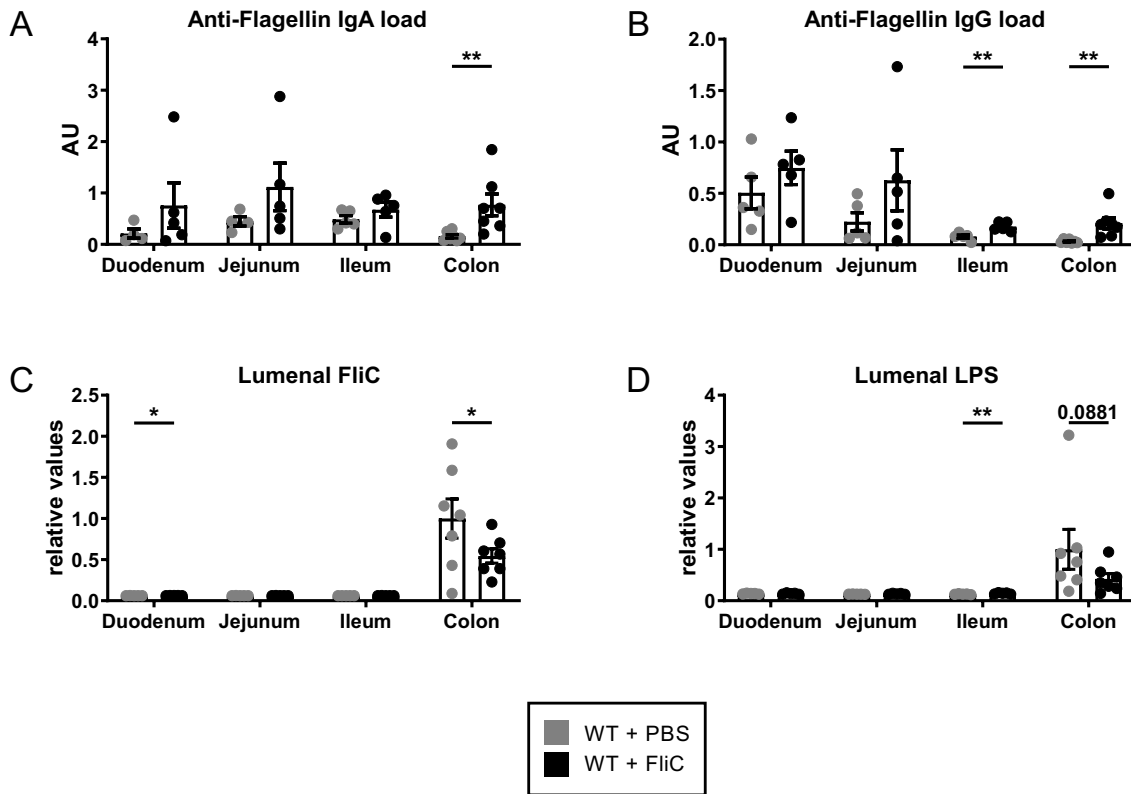 A
Anti-Flagellin IgA load
AU
4
3
2
1
0
**
Duodenum Jejunum Ileum Colon
B
Anti-Flagellin IgG load
AU
2.0
1.5
1.0
0.5
0.0
** **
Duodenum Jejunum Ileum Colon
C
Lumenal FliC
relative values
2.5
2.0
1.5
1.0
0.5
0.0
* *
Duodenum Jejunum Ileum Colon
D
Lumenal LPS
relative values
4
3
2
1
0
** 0.0881
Duodenum Jejunum Ileum Colon
WT + PBS
WT + FliC